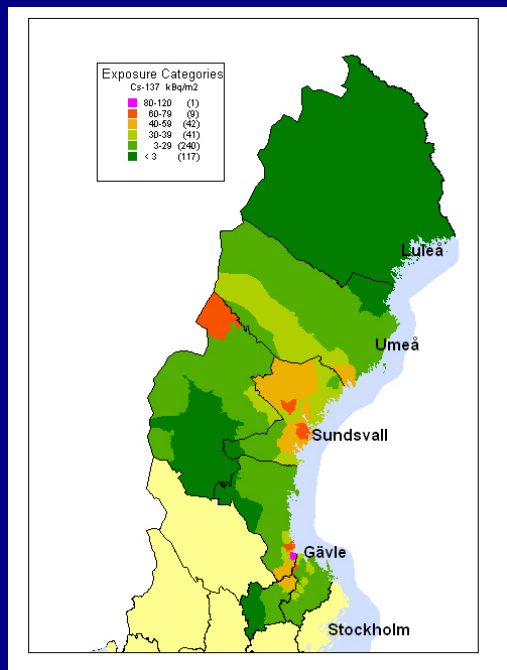 Exposure Categories
Cs-137 kBq/m2
80-120 (1)
60-79 (9)
40-59 (42)
30-39 (41)
3-29 (240)
< 3 (117)
Luleå
Umeå
Sundsvall
Gävle
Stockholm